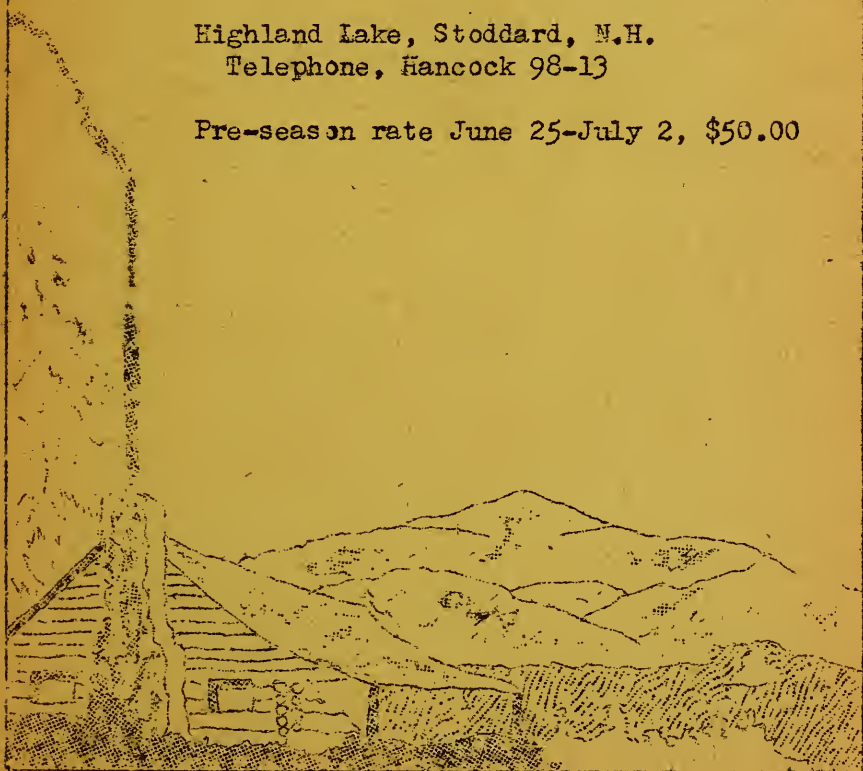 Highland Lake, Stoddard, N.H.
Telephone, Hancock 98-13
Pre-season rate June 25-July 2, $50.00